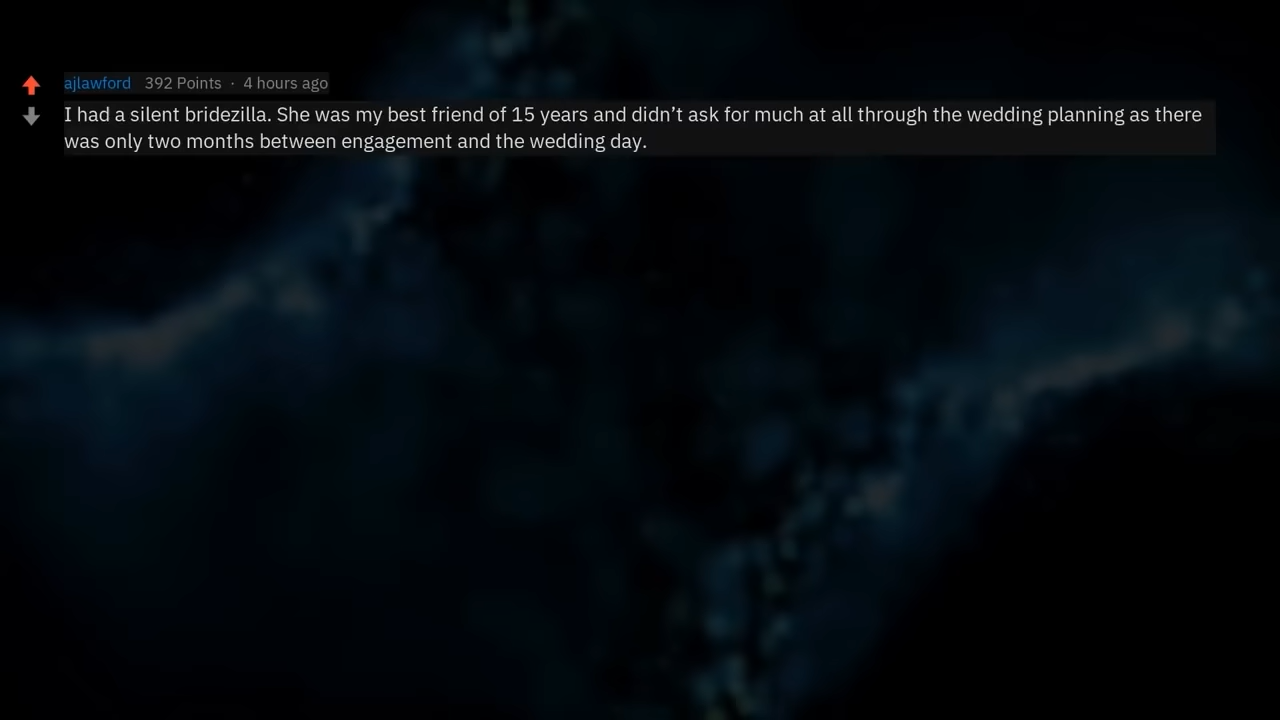 ajlawford 392 Points · 4 hours ago
I had a silent bridezilla. She was my best friend of 15 years and didn’t ask for much at all through the wedding planning as there
was only two months between engagement and the wedding day.